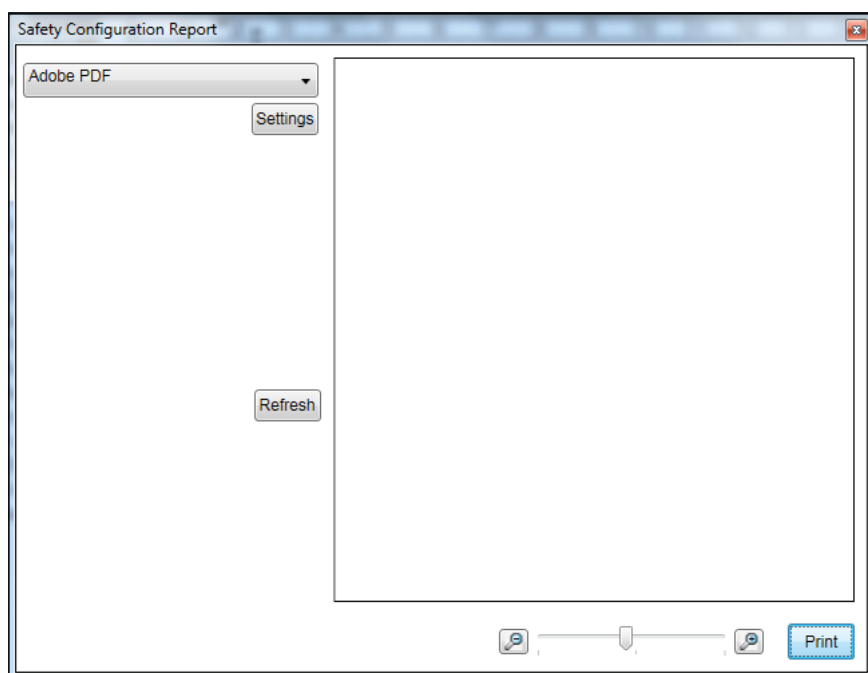 Safety Configuration Report
Adobe PDF
Settings
Refresh
Print